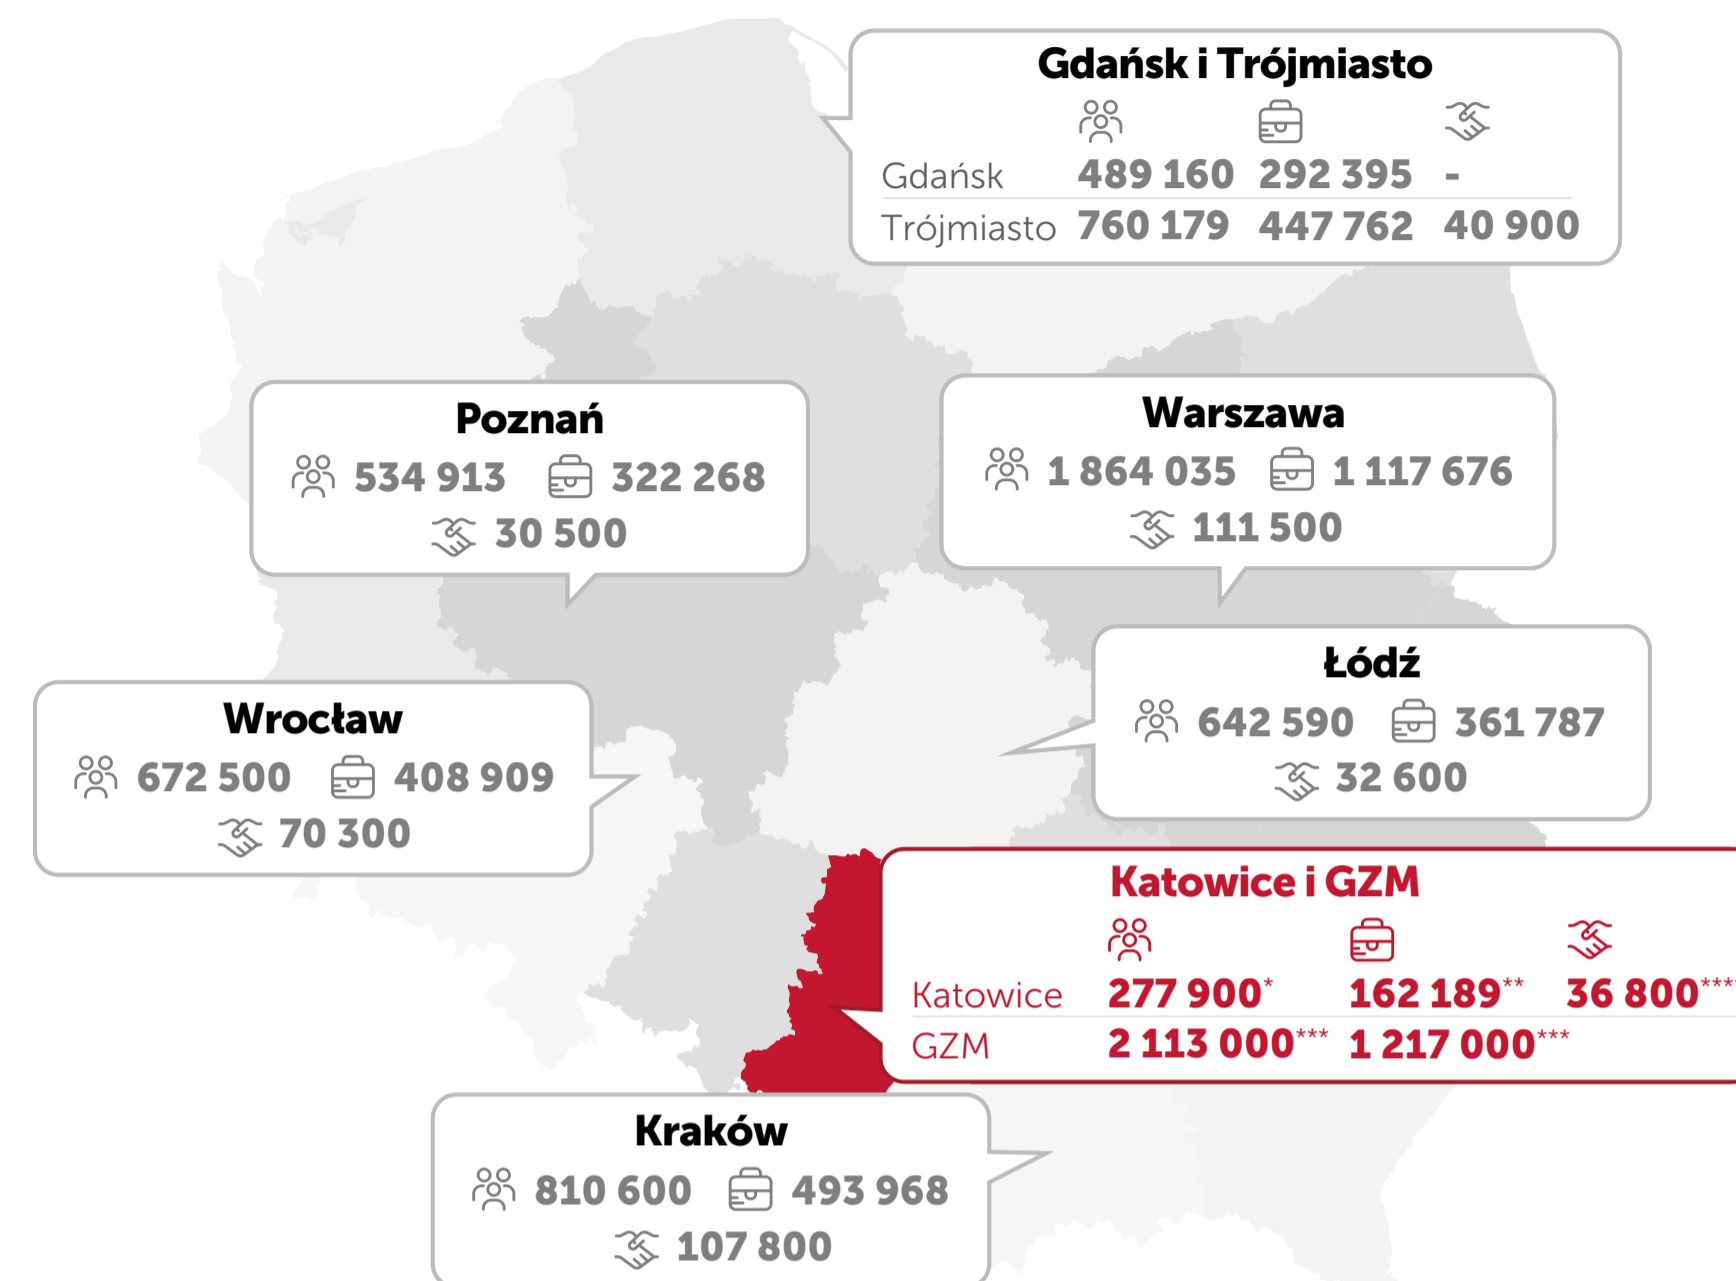 Gdańsk i Trójmiasto
Gdańsk 489 160 292 395 -
Trójmiasto 760 179 447 762 40 900
Poznań
534 913 322 268
30 500
Warszawa
1 864 035 1 117 676
111 500
Łódź
642 590 361 787
32 600
Wrocław
672 500 408 909
70 300
Katowice i GZM
Katowice 277 900* 162 189** 36 800****
GZM 2 113 000*** 1 217 000***
Kraków
810 600 493 968
107 800